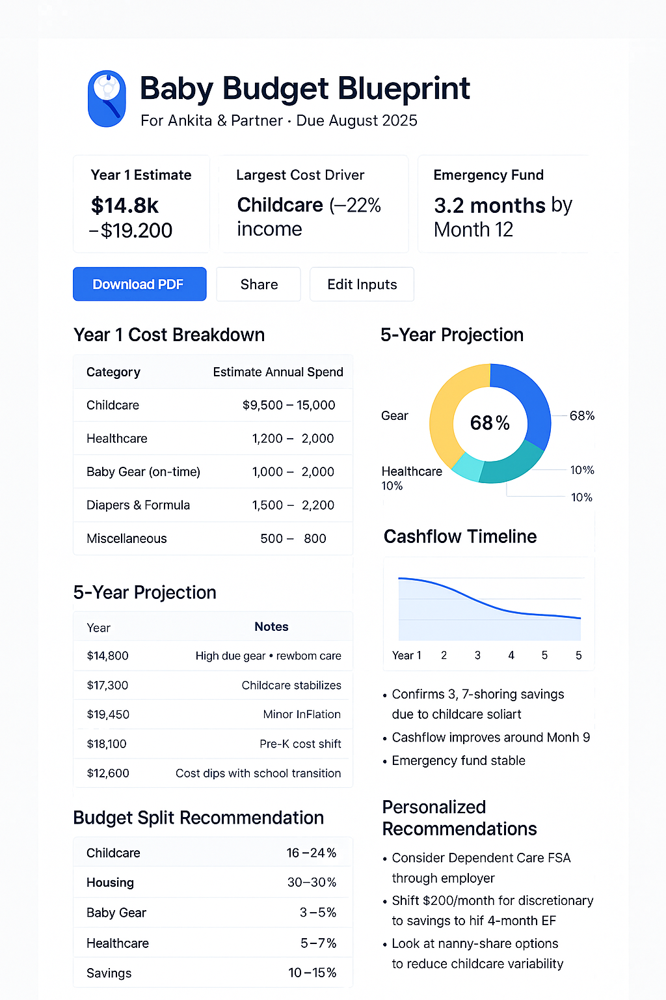 Baby Budget Blueprint
For Ankita & Partner · Due August 2025
Year 1 Estimate
$14.8k
–$19.200
Largest Cost Driver
Childcare (–22%
income
Emergency Fund
3.2 months by
Month 12
Download PDF
Share
Edit Inputs
Year 1 Cost Breakdown
Category Estimate Annual Spend
Childcare $9,500 – 15,000
Healthcare 1,200 – 2,000
Baby Gear (on-time) 1,000 – 2,000
Diapers & Formula 1,500 – 2,200
Miscellaneous 500 – 800
5-Year Projection
Year Notes
$14,800 High due gear • rewbom care
$17,300 Childcare stabilizes
$19,450 Minor InFlation
$18,100 Pre-K cost shift
$12,600 Cost dips with school transition
Budget Split Recommendation
Childcare 16–24%
Housing 30–30%
Baby Gear 3–5%
Healthcare 5–7%
Savings 10–15%
5-Year Projection
Gear
68%
68%
Healthcare
10%
10%
10%
Cashflow Timeline
Year 1 2 3 4 5 5
• Confirms 3, 7-shoring savings
due to childcare soliart
• Cashflow improves around Monh 9
• Emergency fund stable
Personalized
Recommendations
• Consider Dependent Care FSA
through employer
• Shift $200/month for discretionary
to savings to hif 4-month EF
• Look at nanny-share options
to reduce childcare variability